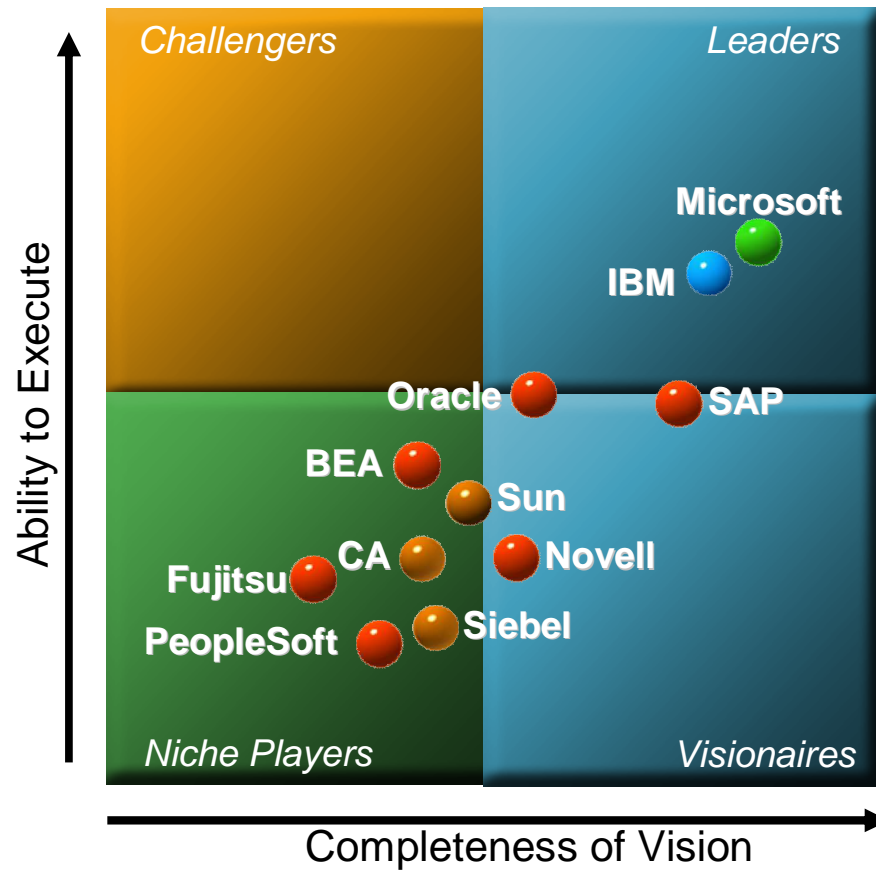 Challengers
Leaders
Microsoft
IBM
Oracle
SAP
BEA
Sun
CA
Novell
Fujitsu
Siebel
PeopleSoft
Niche Players
Visionaires
Ability to Execute
Completeness of Vision